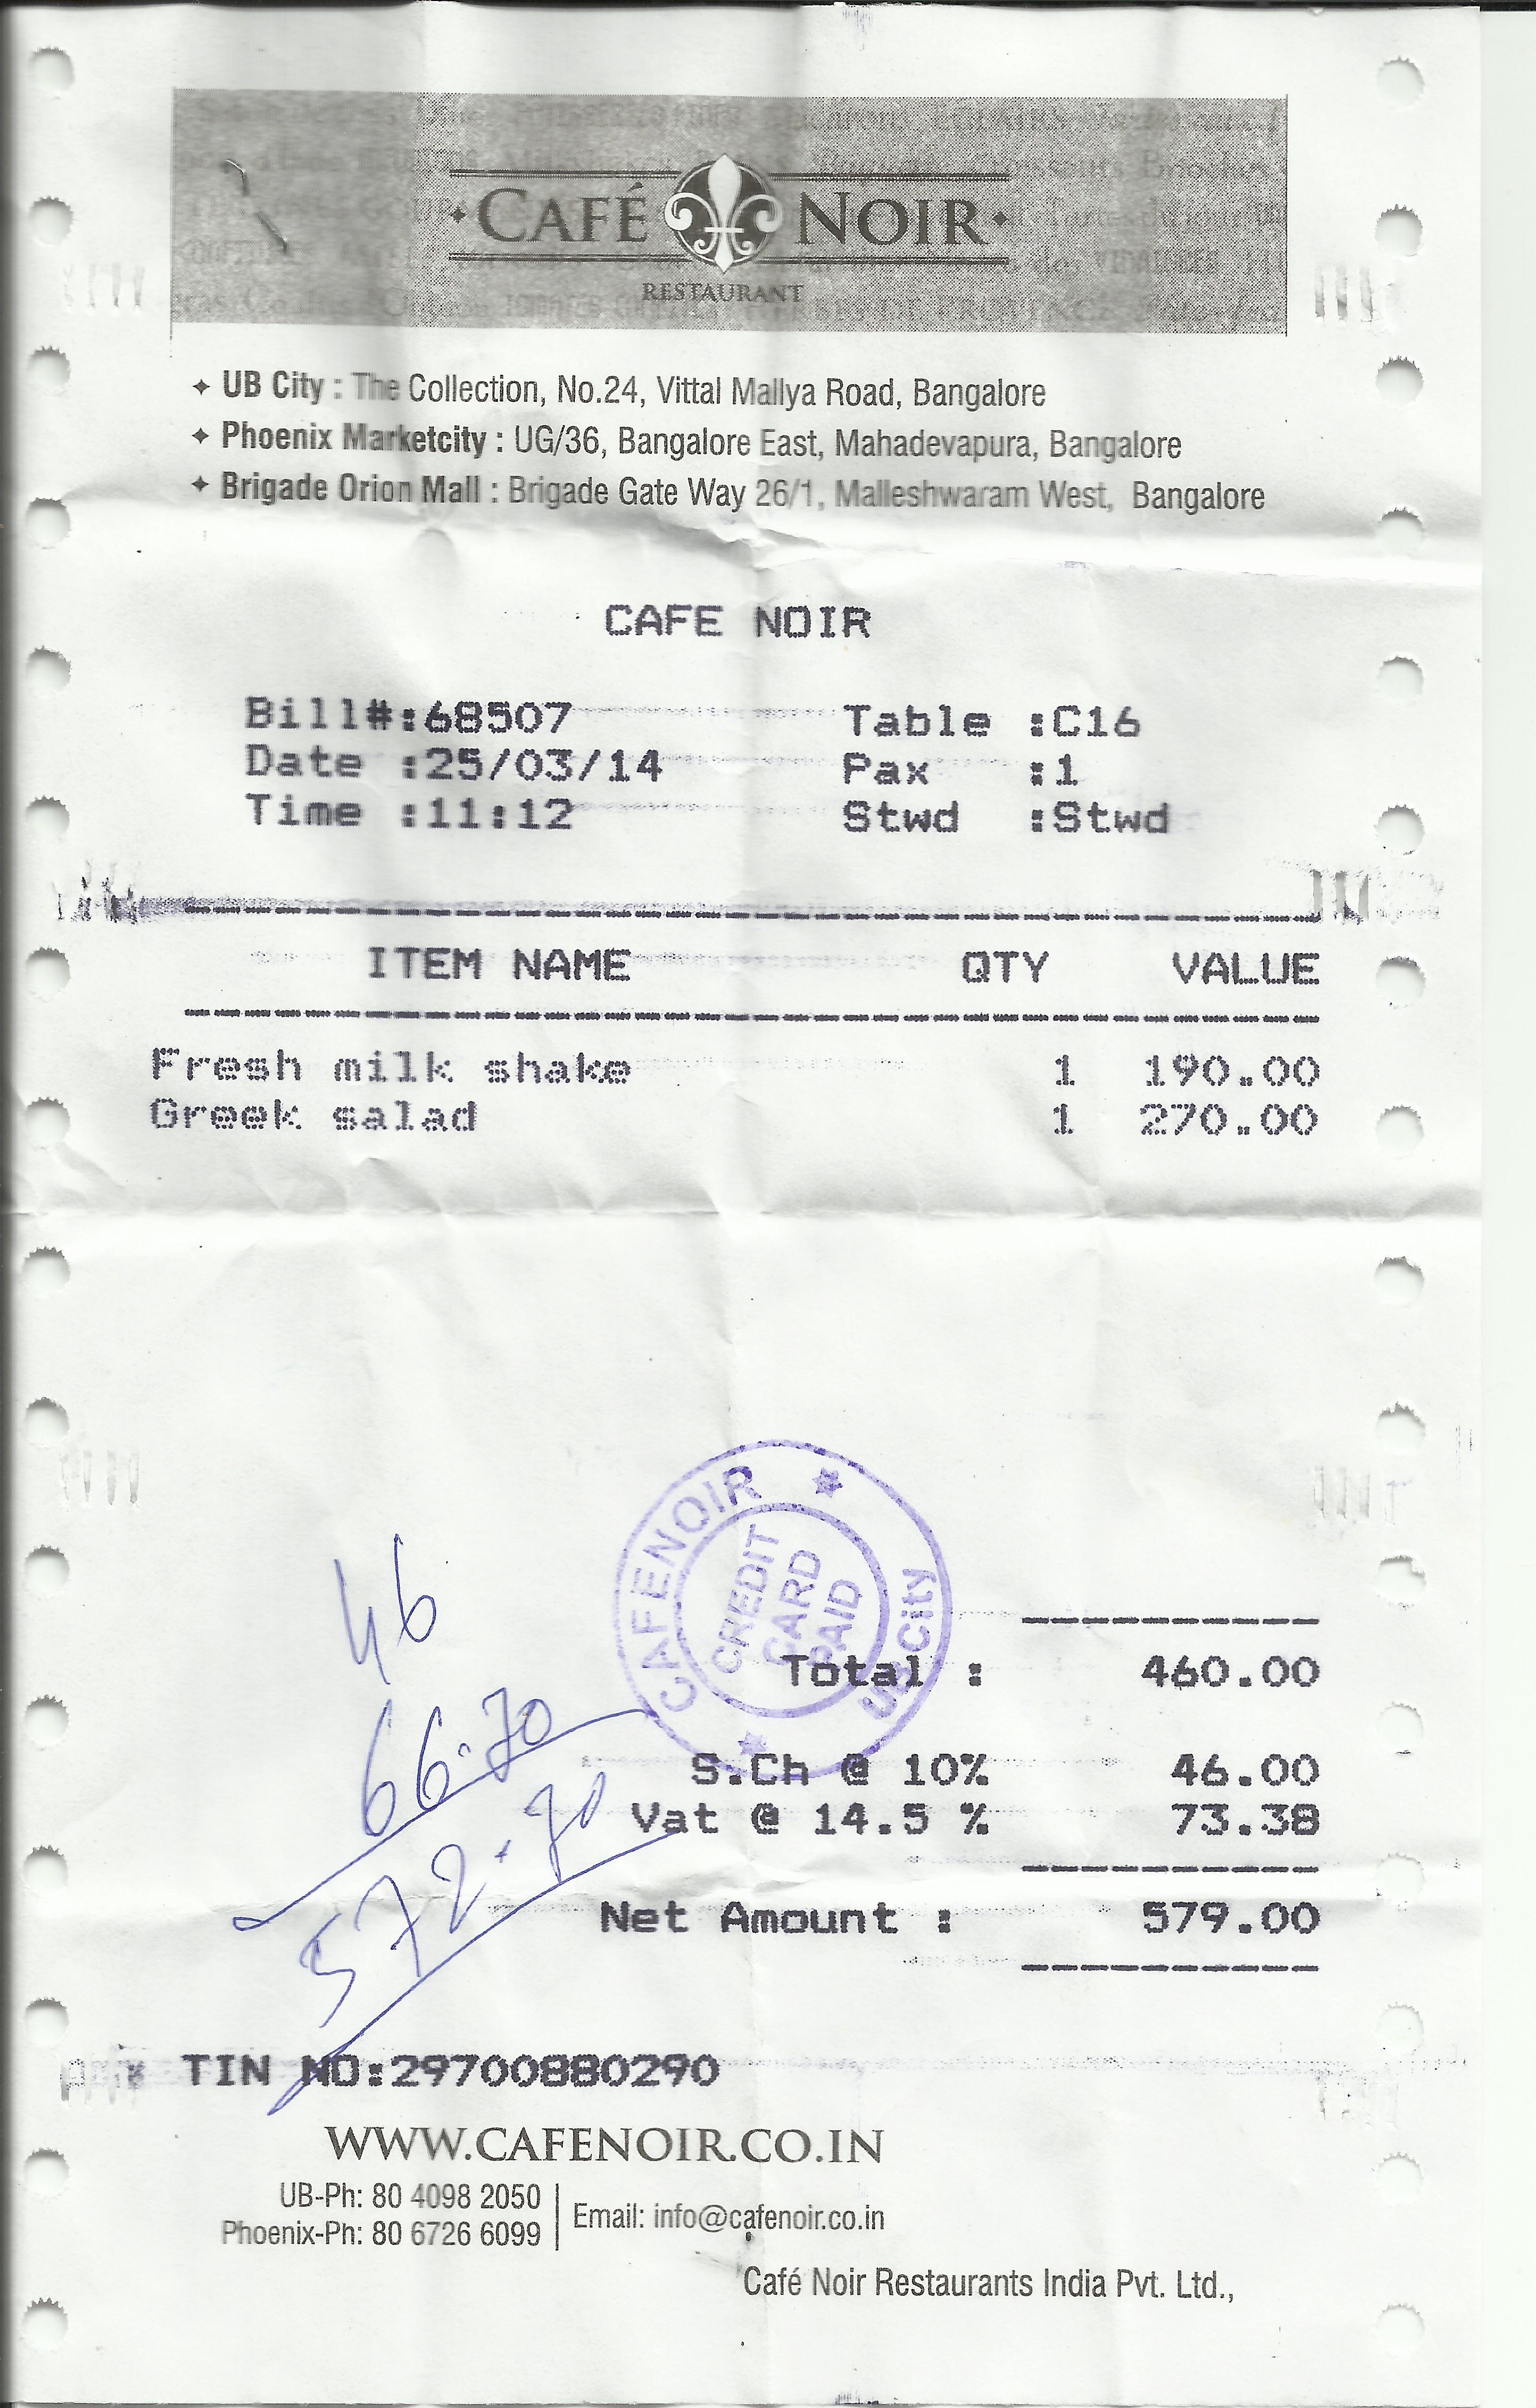 CAFÉ NOIR
RESTAURANT
UB City : The Collection, No.24, Vittal Mallya Road, Bangalore
Phoenix Marketcity : UG/36, Bangalore East, Mahadevapura, Bangalore
Brigade Orion Mall : Brigade Gate Way 26/1, Malleshwaram West, Bangalore
CAFE NOIR
Bill#:68507 Table :C16
Date :25/03/14 Pax :1
Time :11:12 Stwd :Stwd
ITEM NAME QTY VALUE
Fresh milk shake 1 190.00
Greek salad 1 270.00
CAFENOIR
UB City
CREDIT
CARD
PAID
46
66.70
572.70
Total : 460.00
S.Ch @ 10% 46.00
Vat @ 14.5 % 73.38
Net Amount : 579.00
TIN NO:29700880290
WWW.CAFENOIR.CO.IN
UB-Ph: 80 4098 2050
Phoenix-Ph: 80 6726 6099
Email: info@cafenoir.co.in
Café Noir Restaurants India Pvt. Ltd.,